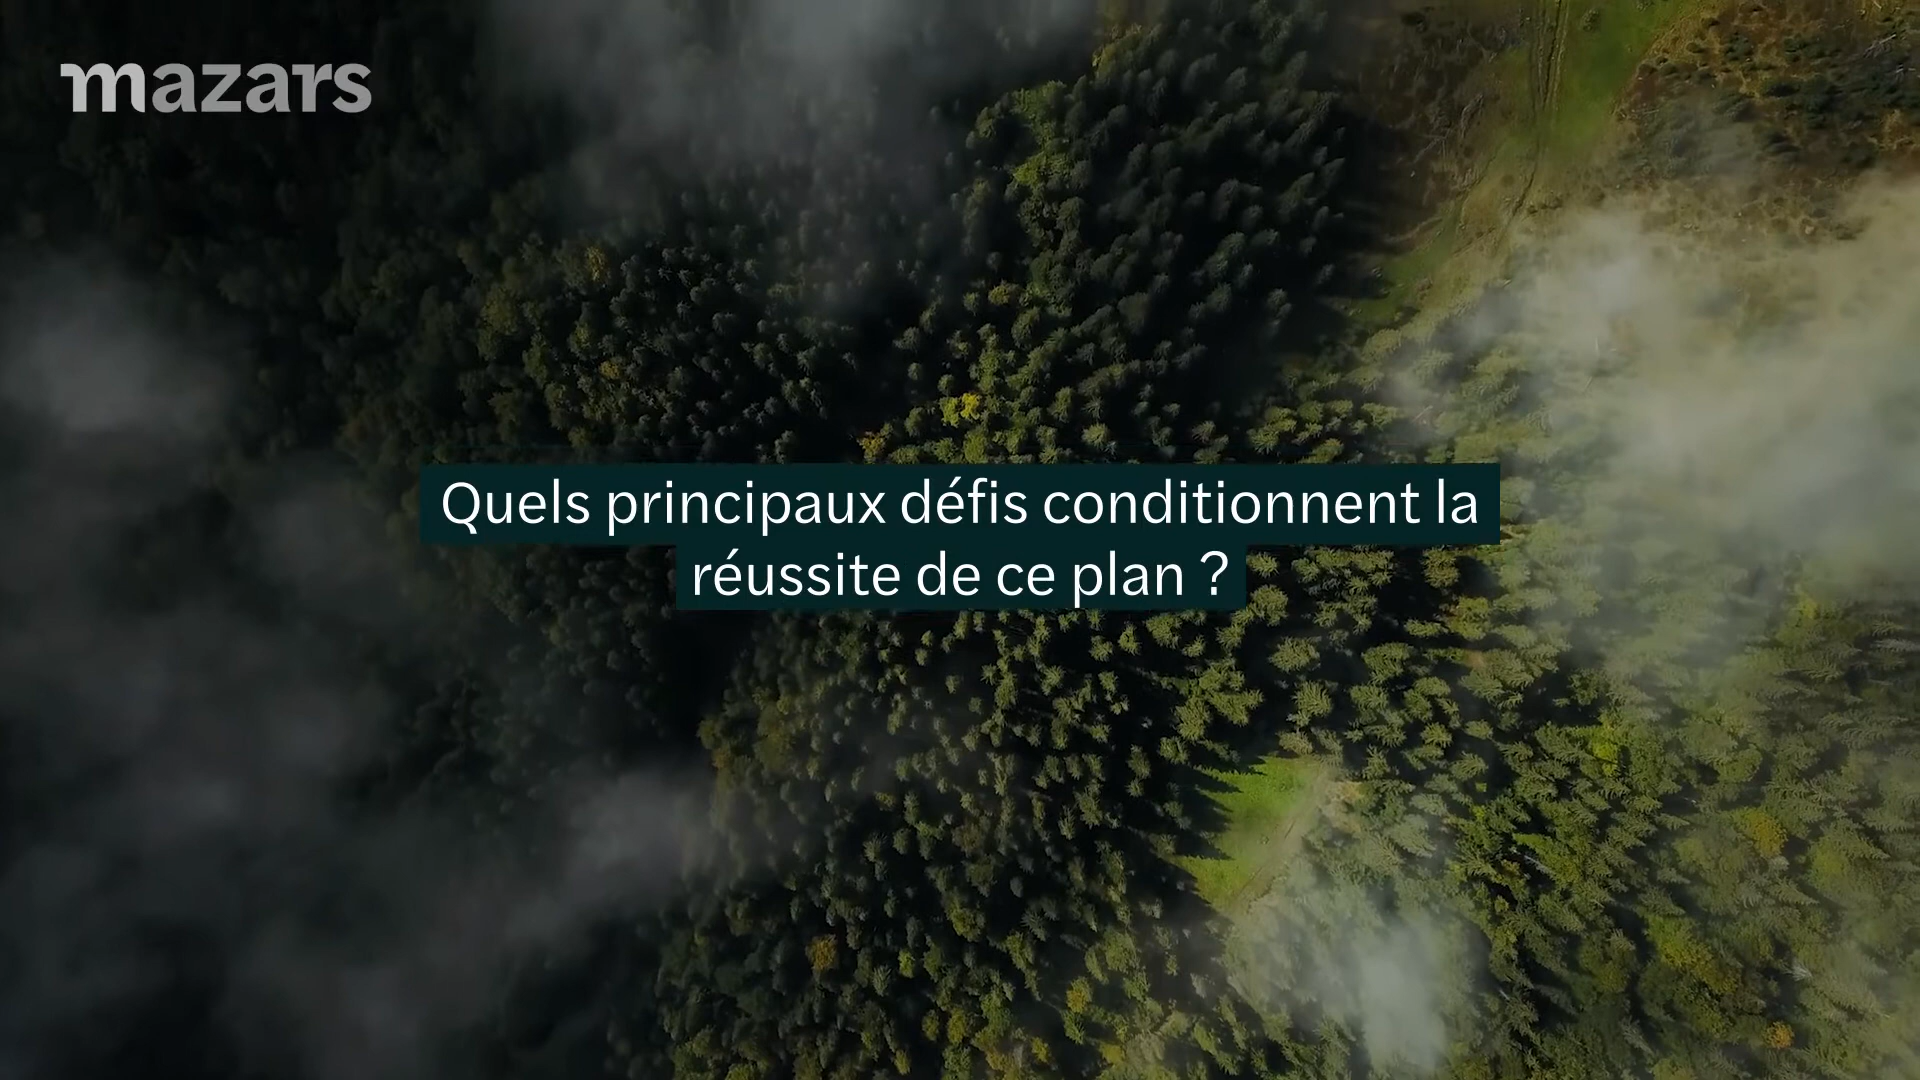 mazars
Quels principaux défis conditionnent la
réussite de ce plan ?